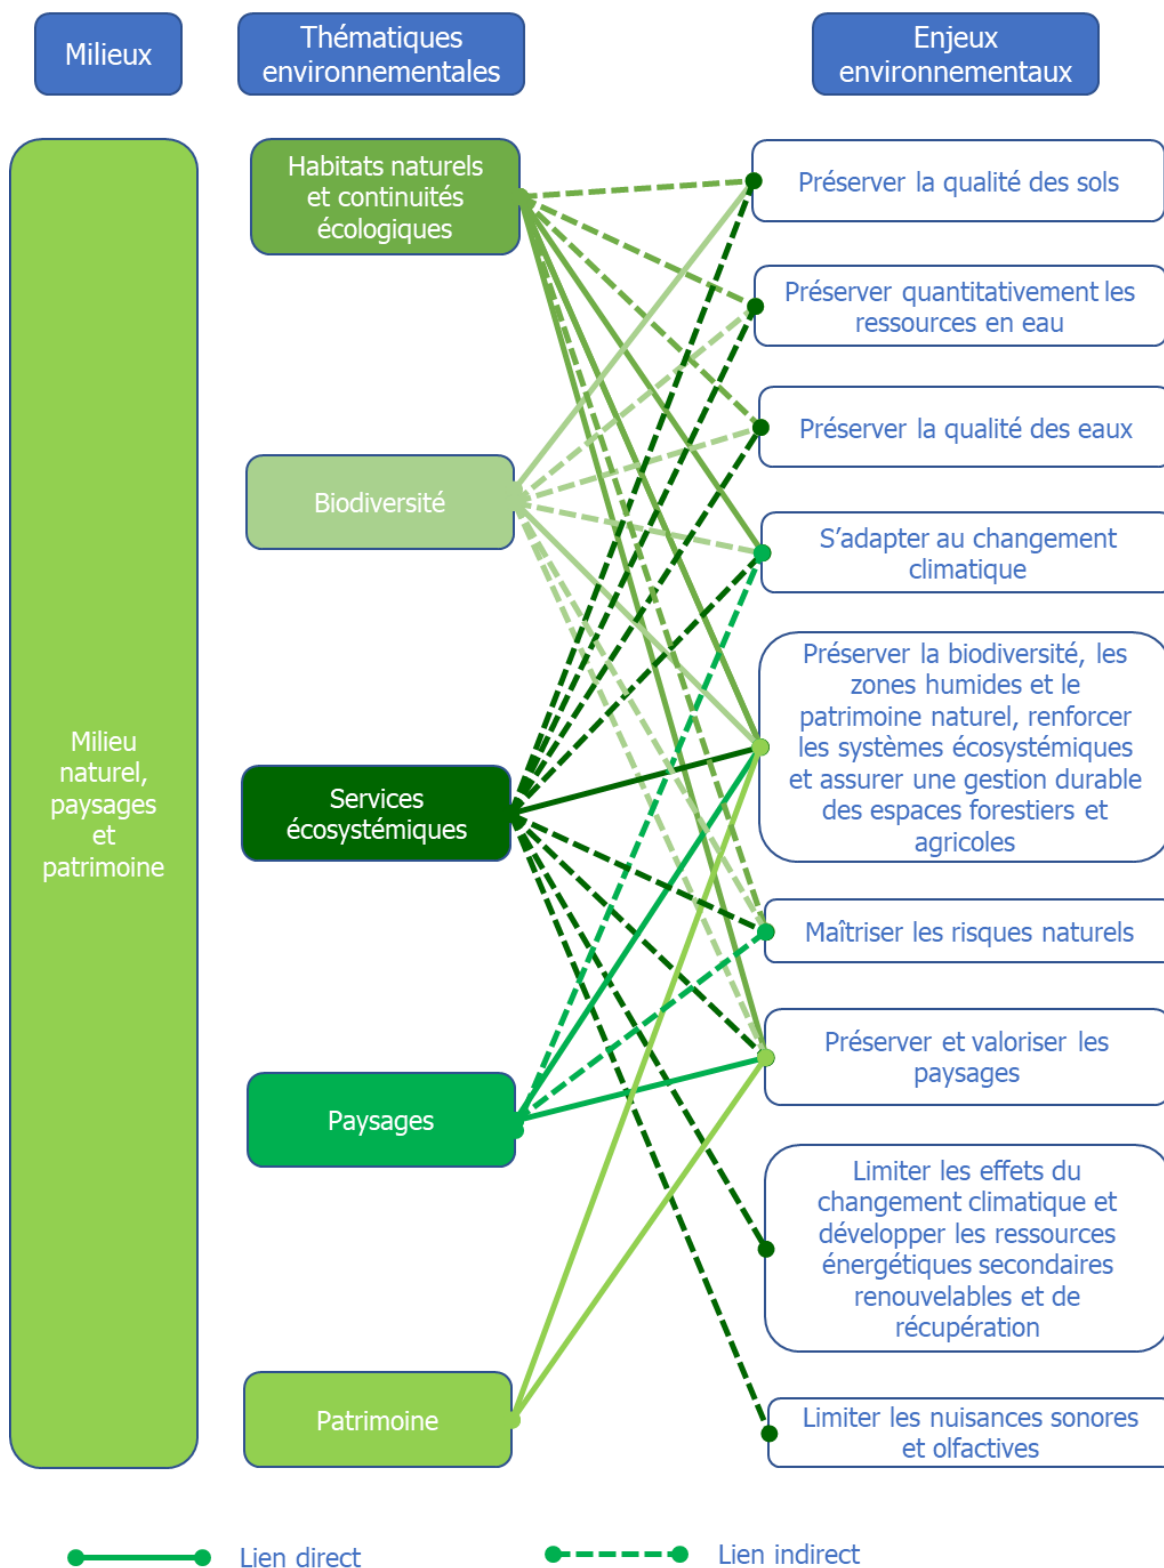 Milieux
Thématiques
environnementales
Enjeux
environnementaux
Milieu
naturel,
paysages
et
patrimoine
Habitats naturels
et continuités
écologiques
Biodiversité
Services
écosystémiques
Paysages
Patrimoine
Préserver la qualité des sols
Préserver quantitativement les
ressources en eau
Préserver la qualité des eaux
S’adapter au changement
climatique
Préserver la biodiversité, les
zones humides et le
patrimoine naturel, renforcer
les systèmes écosystémiques
et assurer une gestion durable
des espaces forestiers et
agricoles
Maîtriser les risques naturels
Préserver et valoriser les
paysages
Limiter les effets du
changement climatique et
développer les ressources
énergétiques secondaires
renouvelables et de
récupération
Limiter les nuisances sonores
et olfactives
Lien direct
Lien indirect